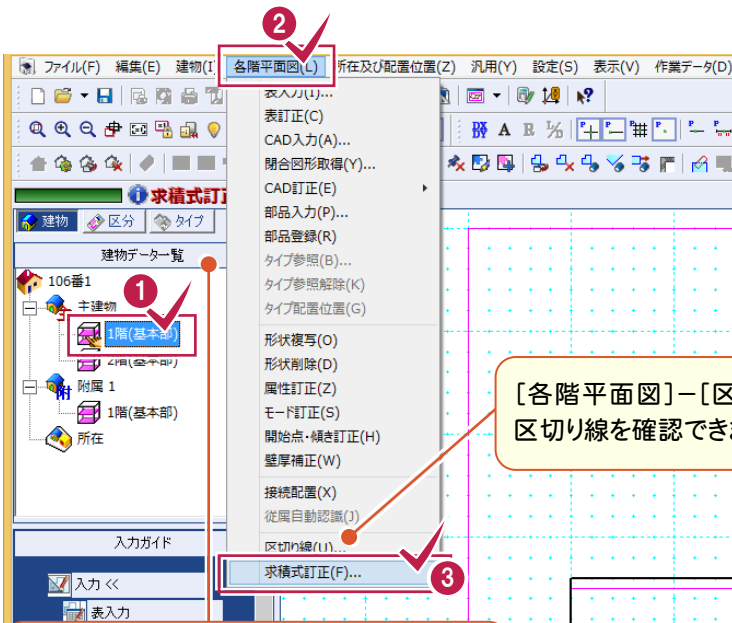 2
ファイル(F) 編集(E) 建物(I) 各階平面図(L) 所在及び配置位置(Z) 汎用(Y) 設定(S) 表示(V) 作業データ(D)
表入力(I)...
表訂正(C)
CAD入力(A)...
閉合図形取得(Y)...
CAD訂正(E)
部品入力(P)...
部品登録(R)
タイプ参照(B)...
タイプ参照解除(K)
タイプ配置位置(G)
形状複写(O)
形状削除(D)
属性訂正(Z)
モード訂正(S)
開始点・傾き訂正(H)
壁厚補正(W)
接続配置(X)
従属自動認識(J)
区切り線(U)...
求積式訂正(F)...
3
求積式訂正
建物 区分 タイプ
建物データ一覧
106番1
1
主建物
1階(基本部)
2階(基本部)
附属 1
1階(基本部)
所在
入力ガイド
入力 <<
表入力
[各階平面図]－[区
区切り線を確認でき